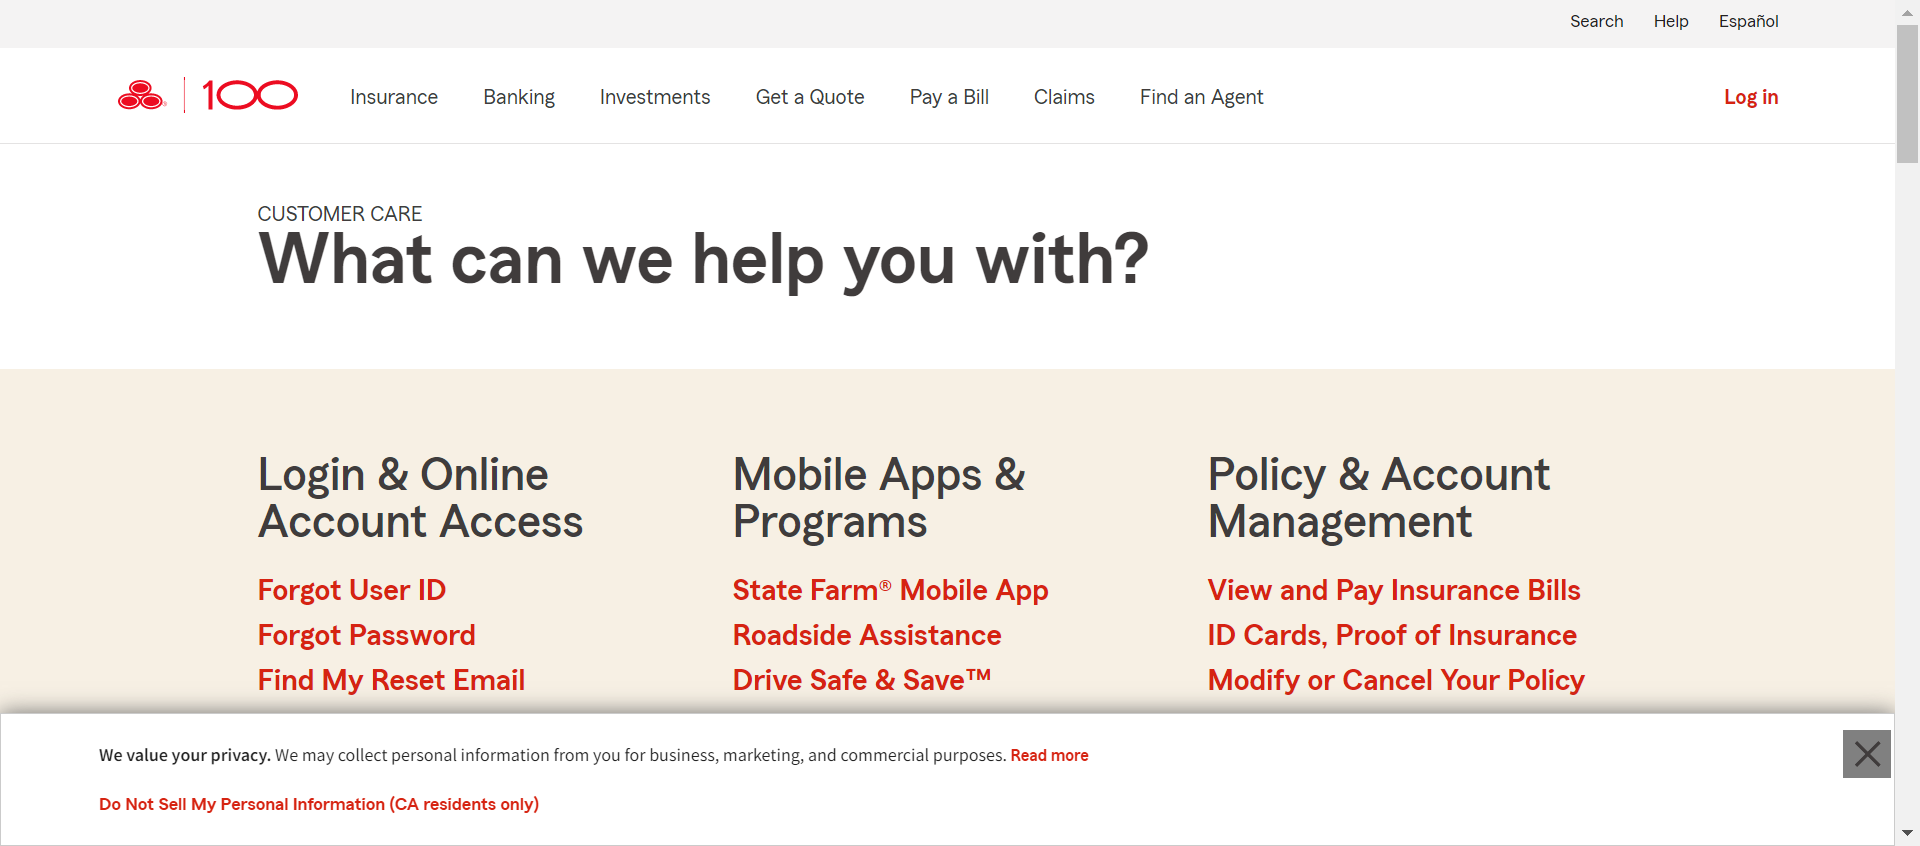 Search Help Español
100 Insurance Banking Investments Get a Quote Pay a Bill Claims Find an Agent Log in
CUSTOMER CARE
What can we help you with?
Login & Online
Account Access
Forgot User ID
Forgot Password
Find My Reset Email
Mobile Apps &
Programs
State Farm® Mobile App
Roadside Assistance
Drive Safe & Save™
Policy & Account
Management
View and Pay Insurance Bills
ID Cards, Proof of Insurance
Modify or Cancel Your Policy
We value your privacy. We may collect personal information from you for business, marketing, and commercial purposes. Read more
Do Not Sell My Personal Information (CA residents only)